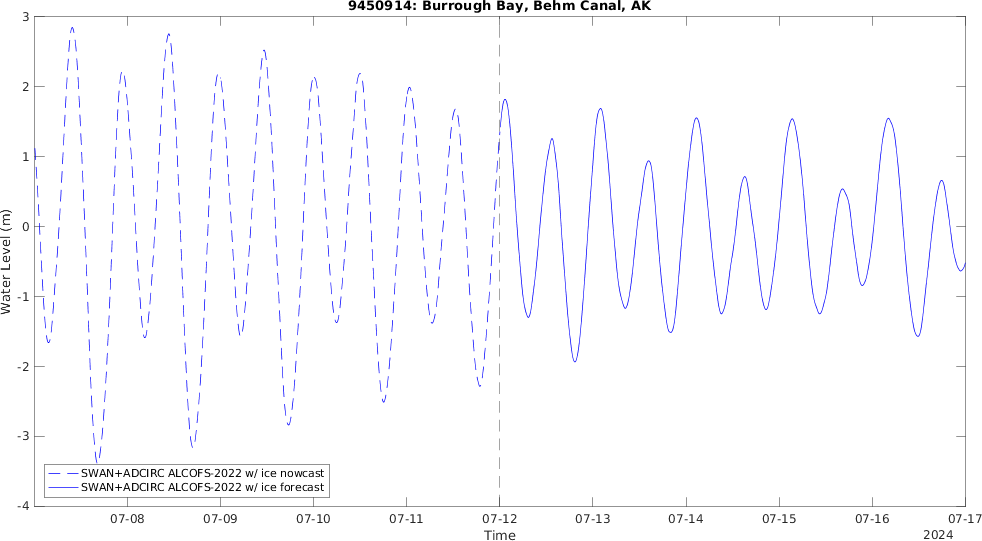 9450914: Burrough Bay, Behm Canal, AK
3
2
1
0
-1
-2
-3
-4
Water Level (m)
SWAN+ADCIRC ALCOFS-2022 w/ ice nowcast
SWAN+ADCIRC ALCOFS-2022 w/ ice forecast
07-08 07-09 07-10 07-11 07-12 07-13 07-14 07-15 07-16 07-17
Time
2024